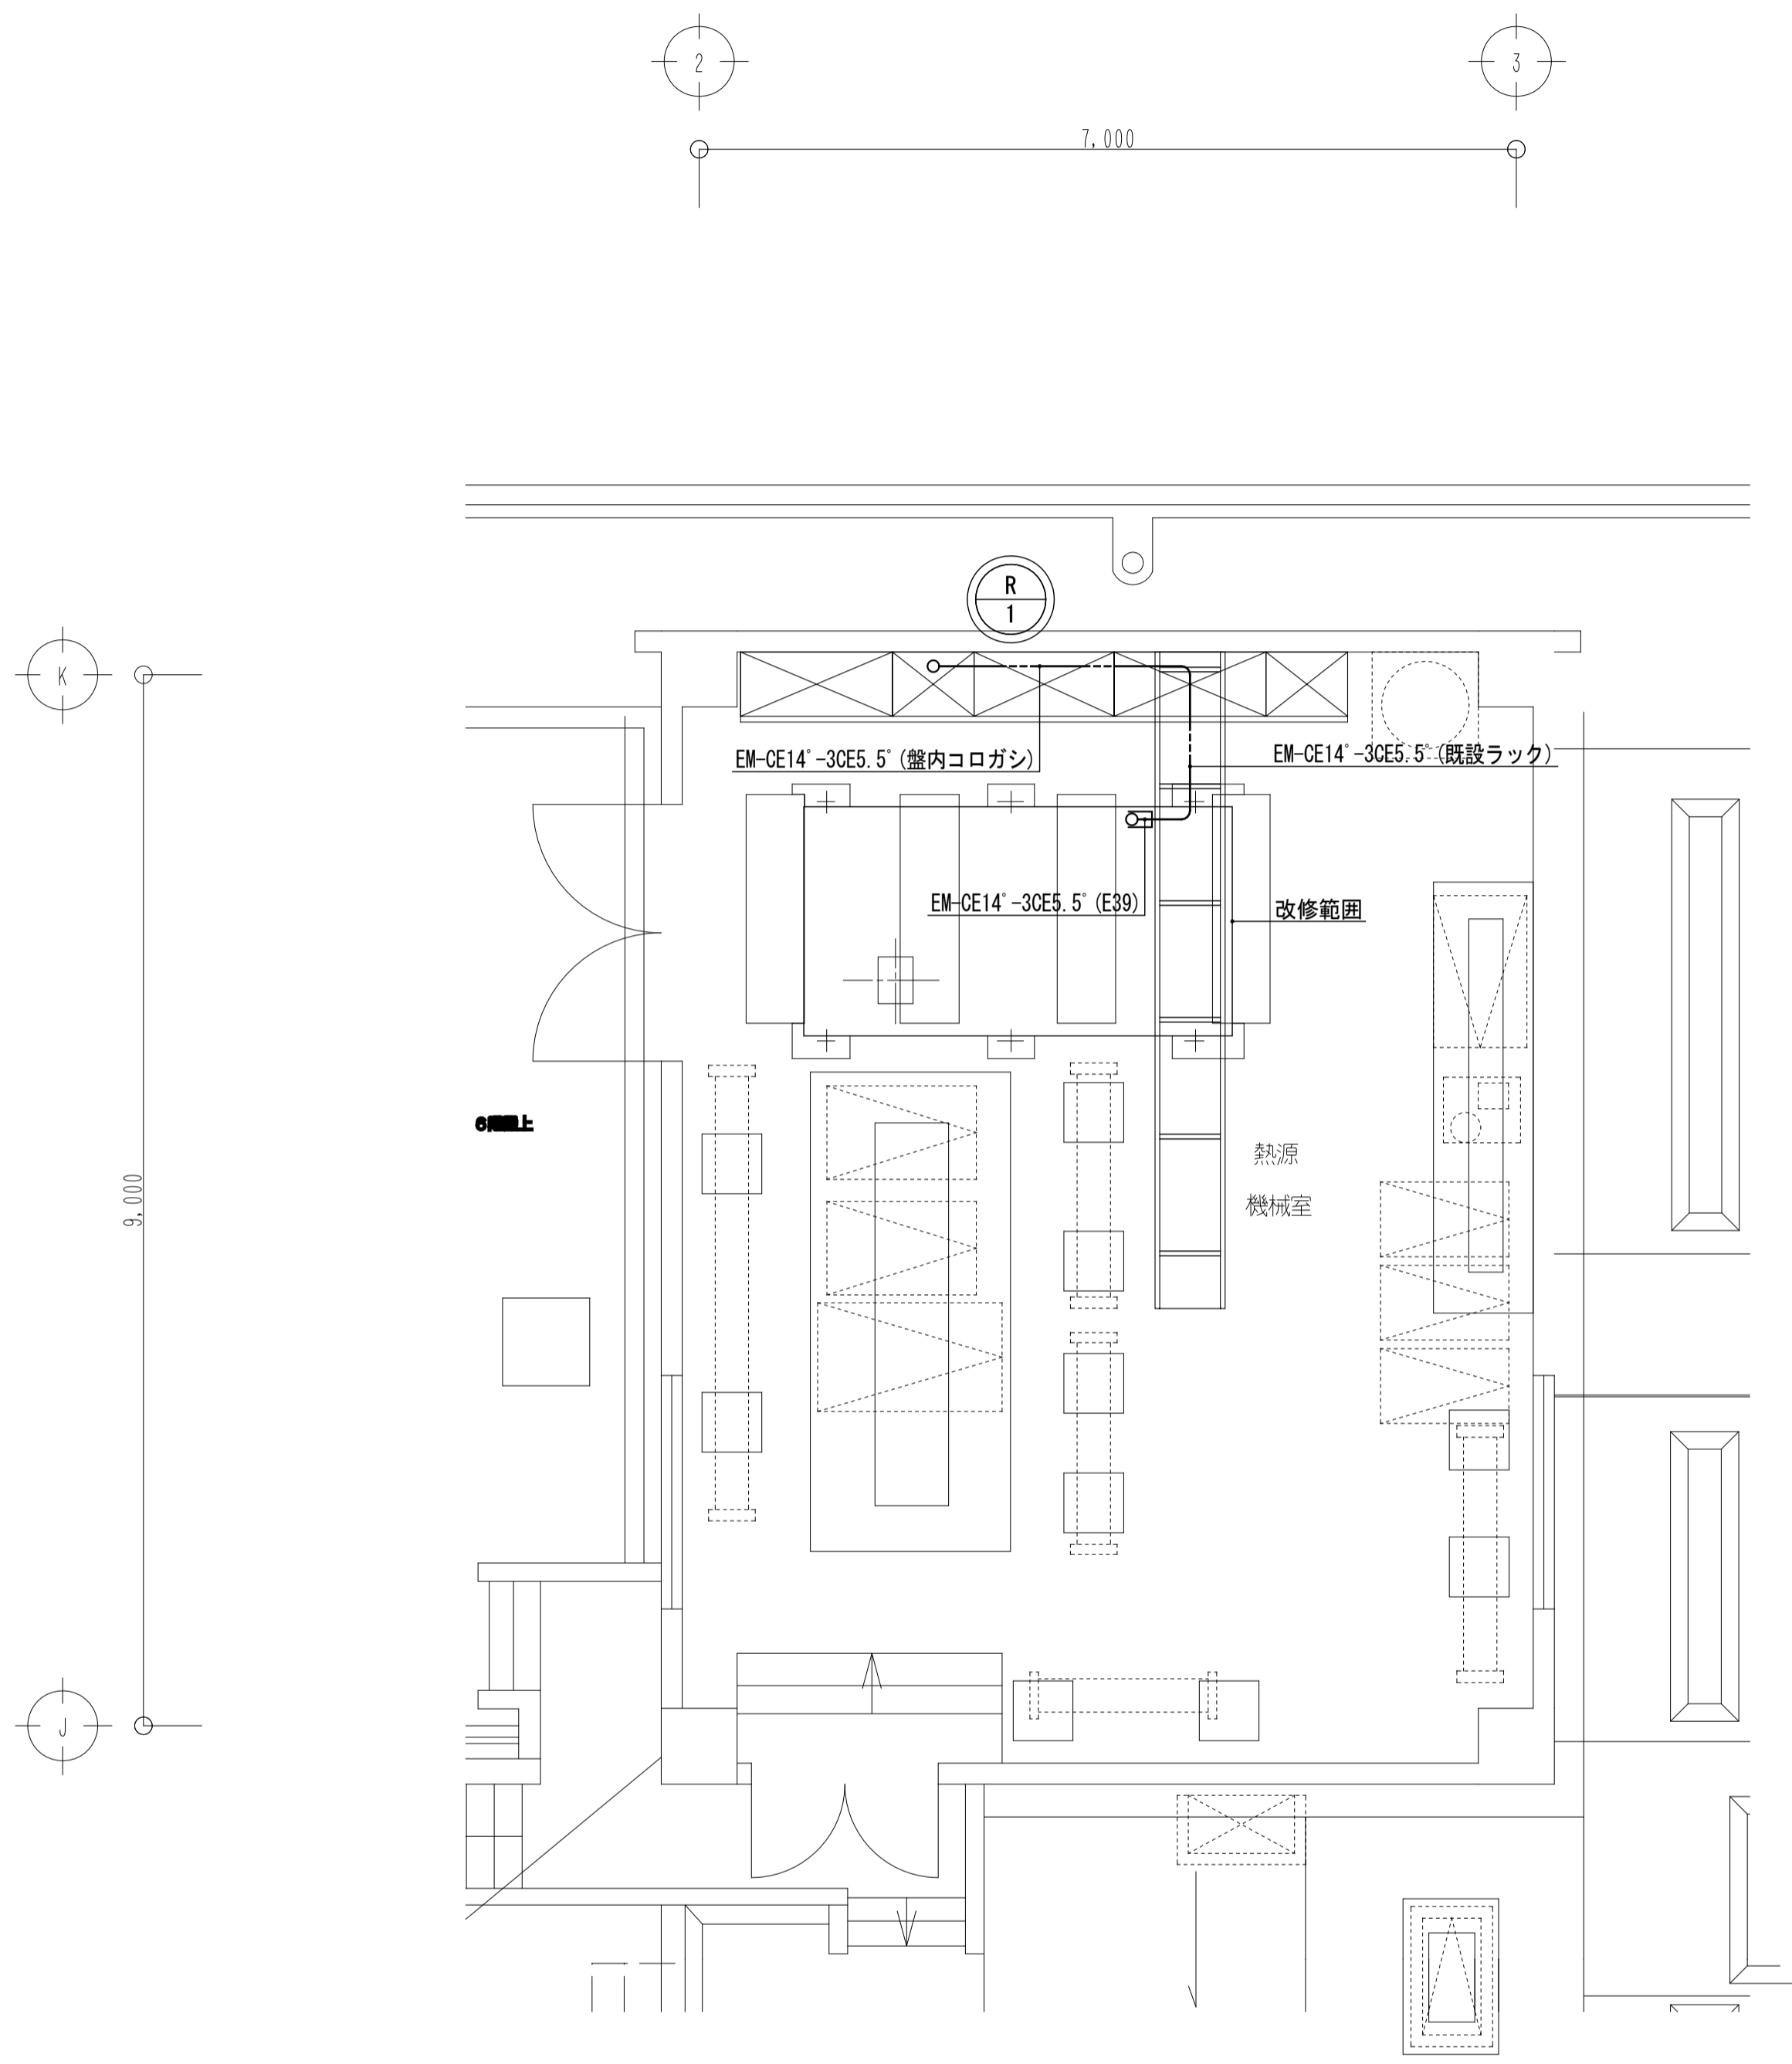 2
3
7,000
R
1
K
EM-CE14゜-3CE5.5゜(盤内コロガシ)
EM-CE14゜-3CE5.5゜(既設ラック)
EM-CE14゜-3CE5.5゜(E39)
改修範囲
熱源
機械室
9,000
J